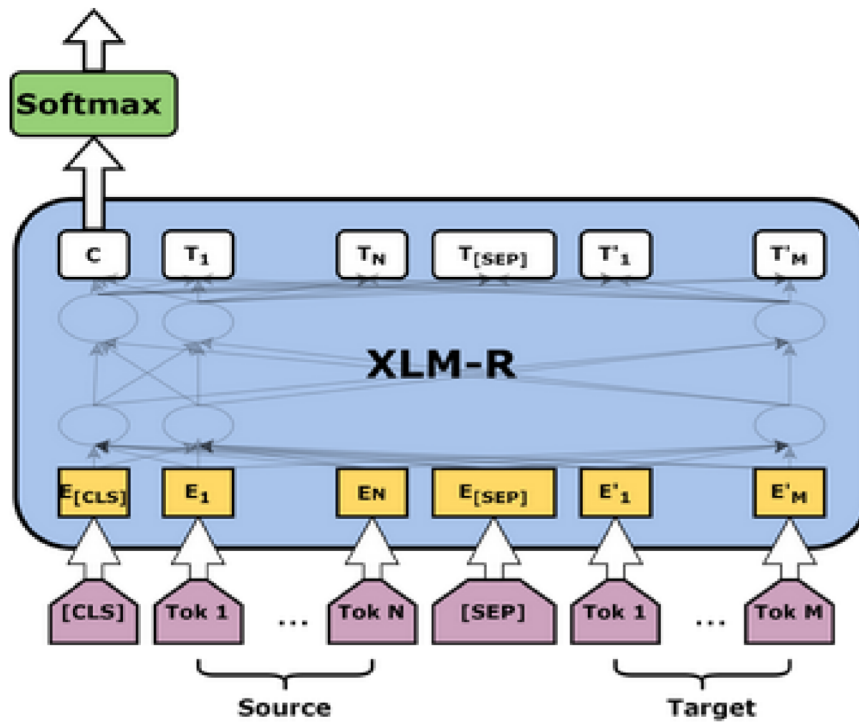 Softmax
C T1 TN T[SEP] T'1 T'M
XLM-R
E[CLS] E1 EN E[SEP] E'1 E'M
[CLS] Tok 1 ... Tok N [SEP] Tok 1 ... Tok M
Source Target